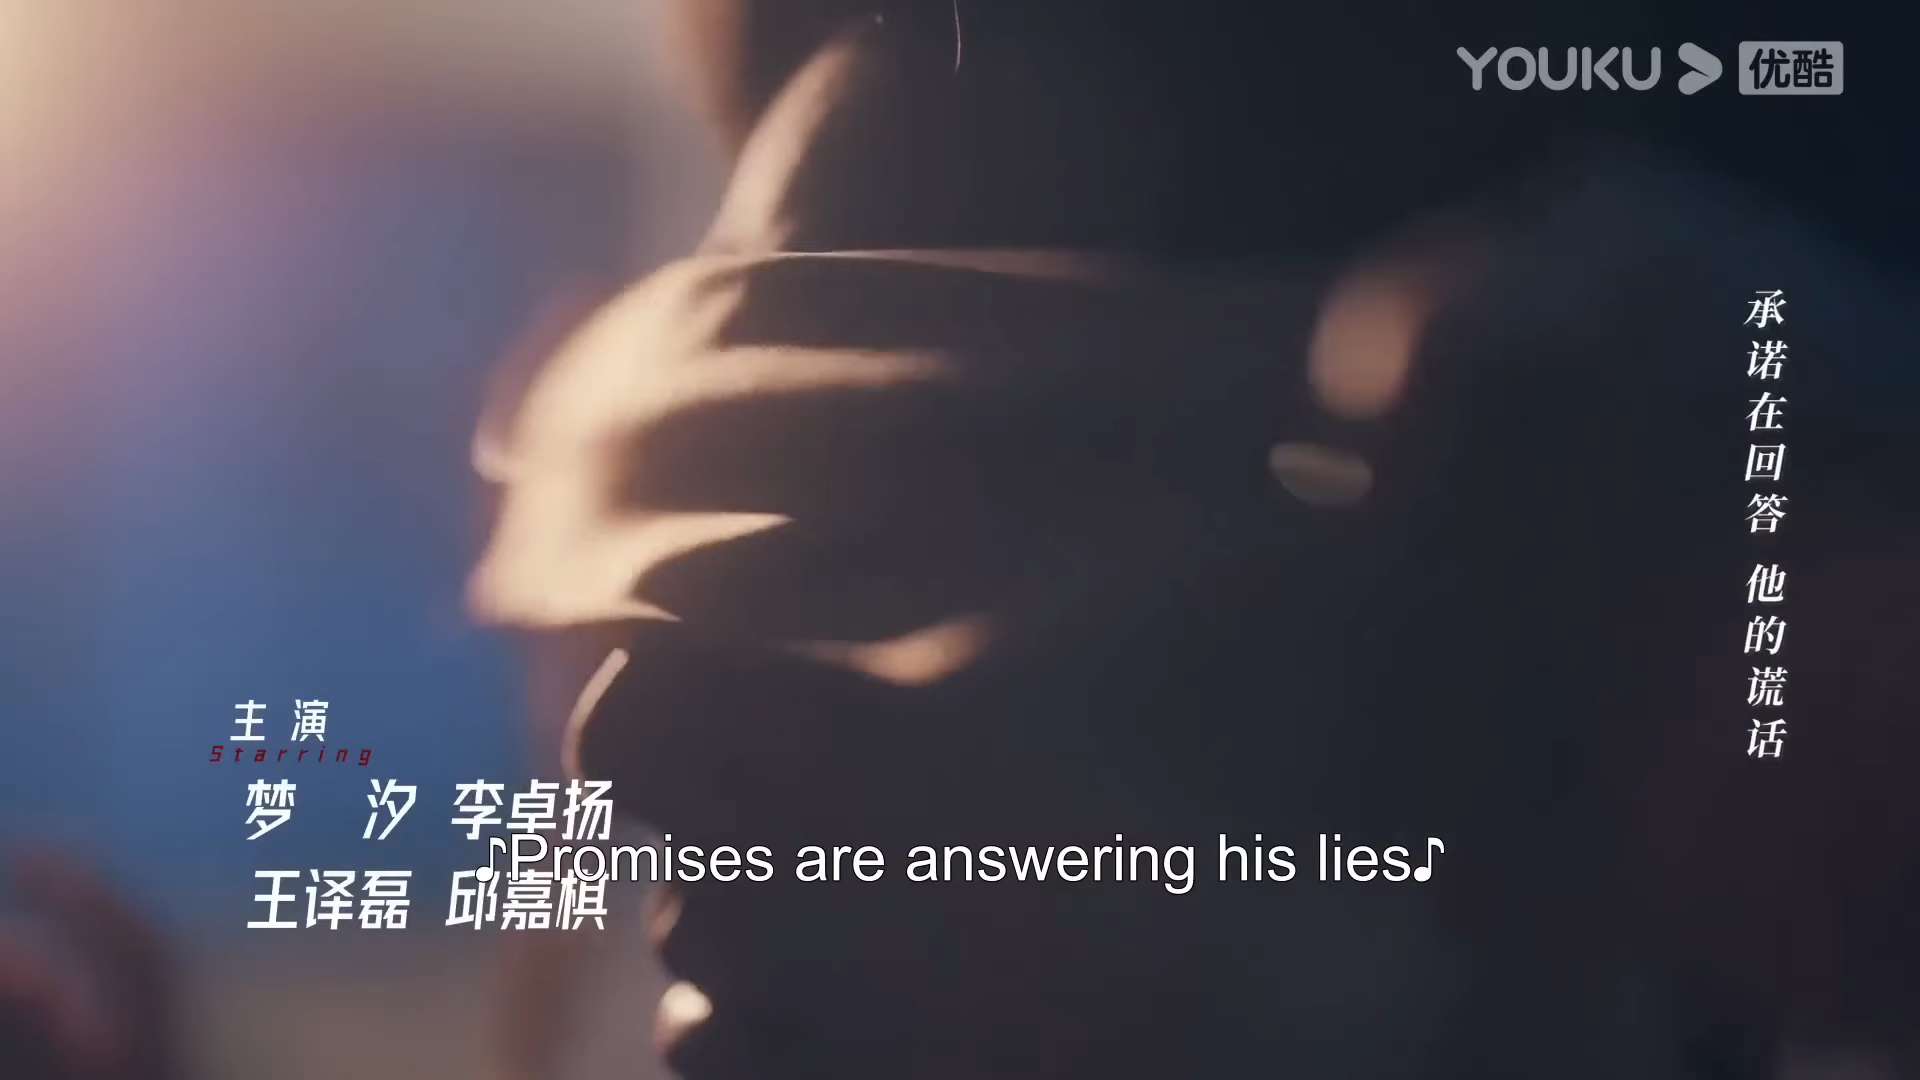 YOUKU 优酷
承诺在回答 他的谎话
主演
Starring
梦 汐 李卓扬
♪Promises are answering his lies♪
王译磊 邱嘉棋